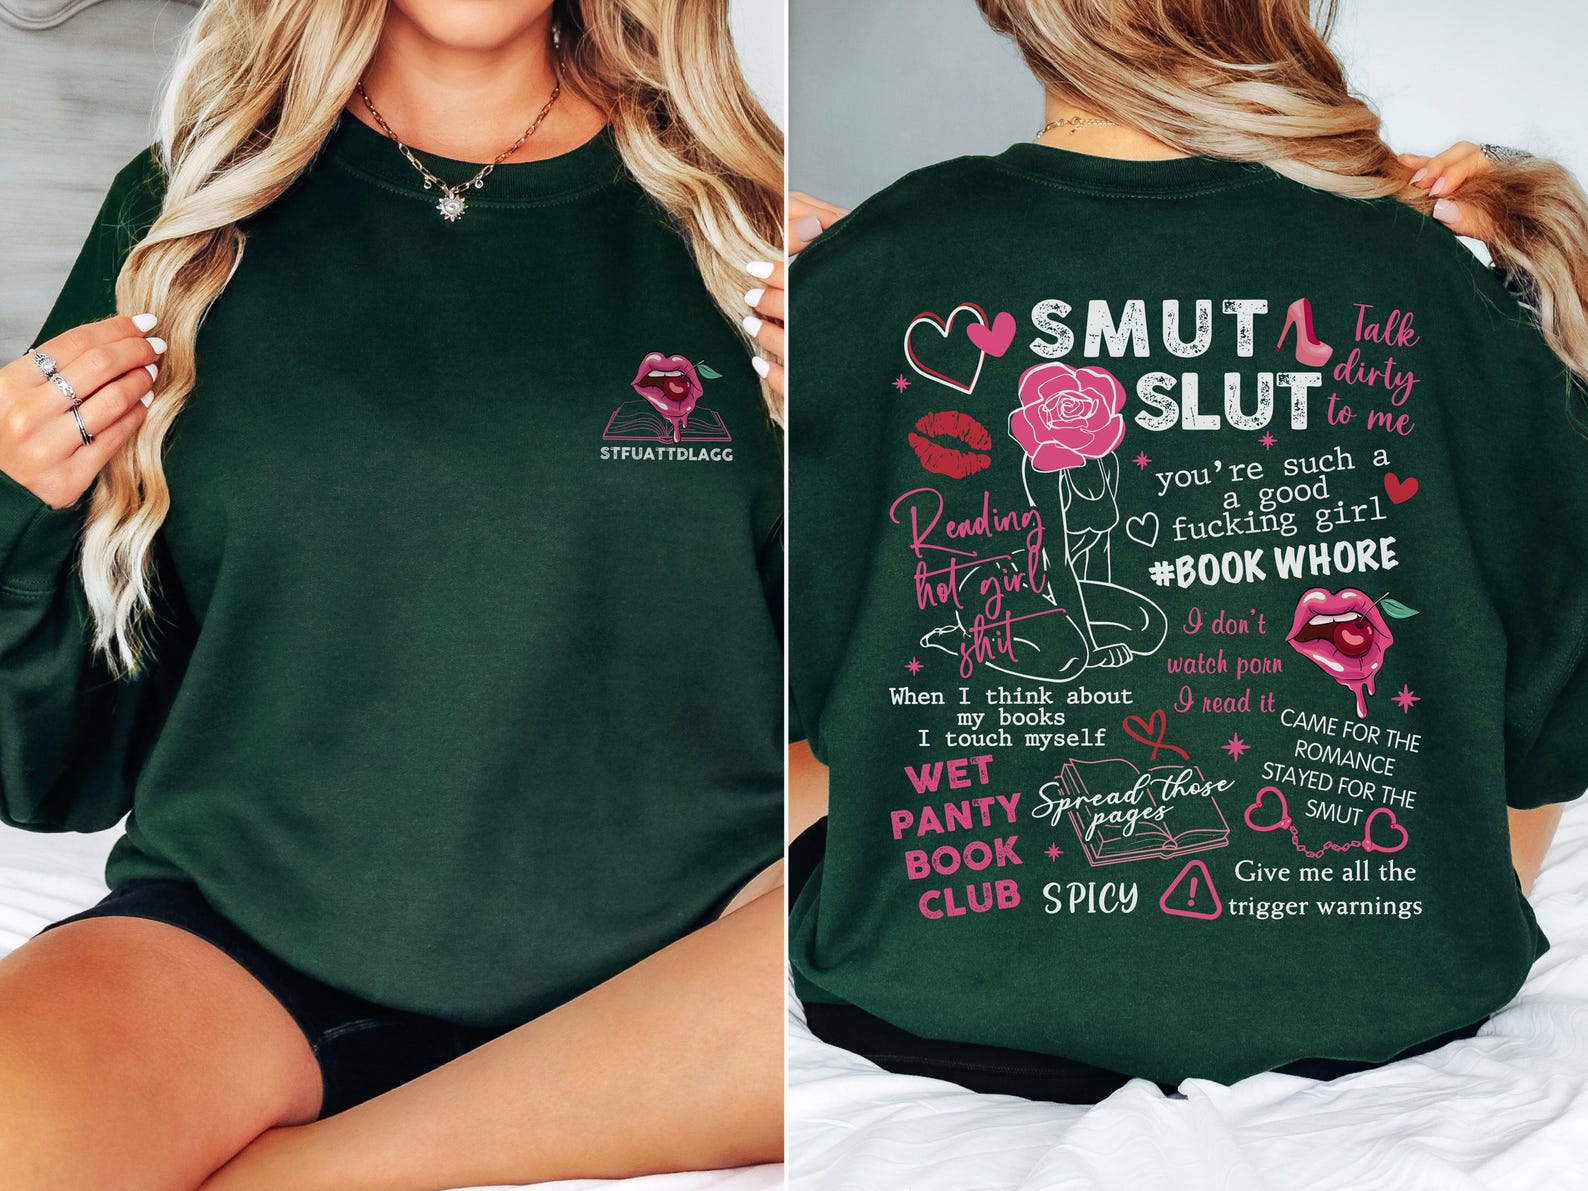 STFUATTDLAGG
SMUT
SLUT
Talk
dirty
to me
you're such a
a good
fucking girl
#BOOK WHORE
Reading
hot girl
shit
I don't
watch porn
I read it
When I think about
my books
I touch myself
CAME FOR THE
ROMANCE
STAYED FOR THE
SMUT
WET
PANTY
BOOK
CLUB
Spread those
pages
SPICY
!
Give me all the
trigger warnings